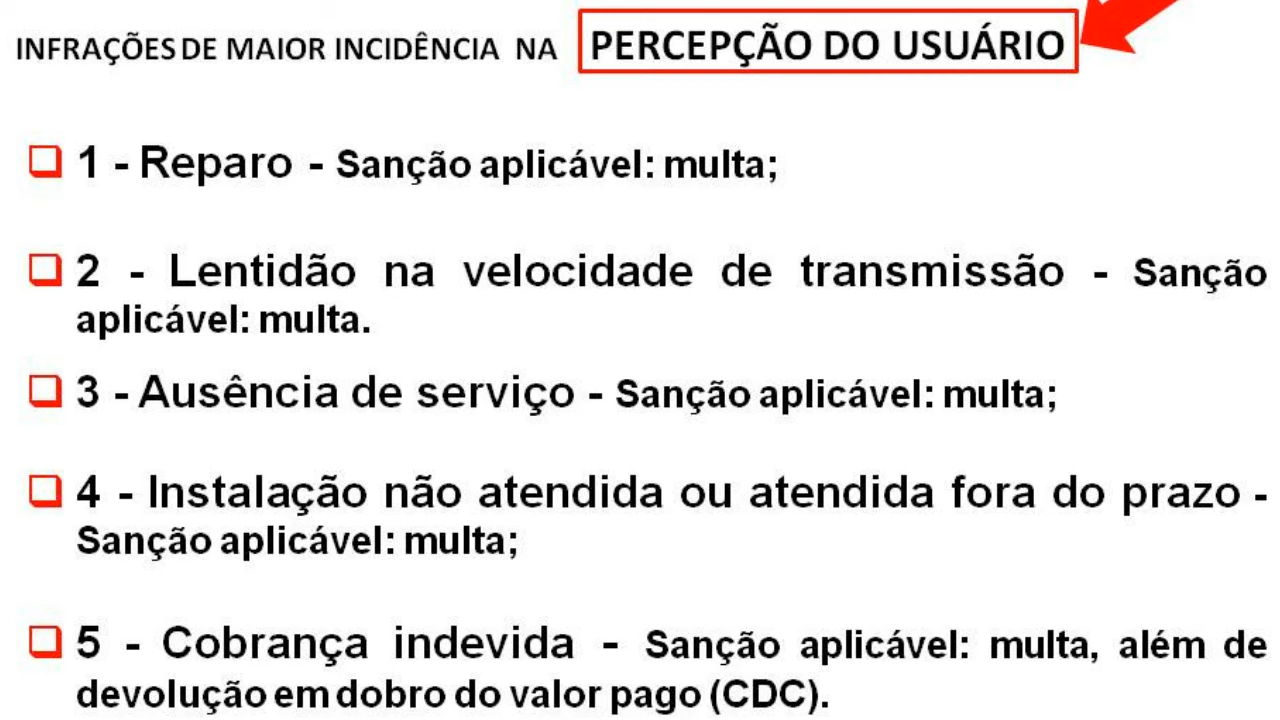 INFRAÇÕES DE MAIOR INCIDÊNCIA NA PERCEPÇÃO DO USUÁRIO
1 - Reparo - Sanção aplicável: multa;
2 - Lentidão na velocidade de transmissão - Sanção
aplicável: multa.
3 - Ausência de serviço - Sanção aplicável: multa;
4 - Instalação não atendida ou atendida fora do prazo -
Sanção aplicável: multa;
5 - Cobrança indevida - Sanção aplicável: multa, além de
devolução em dobro do valor pago (CDC).